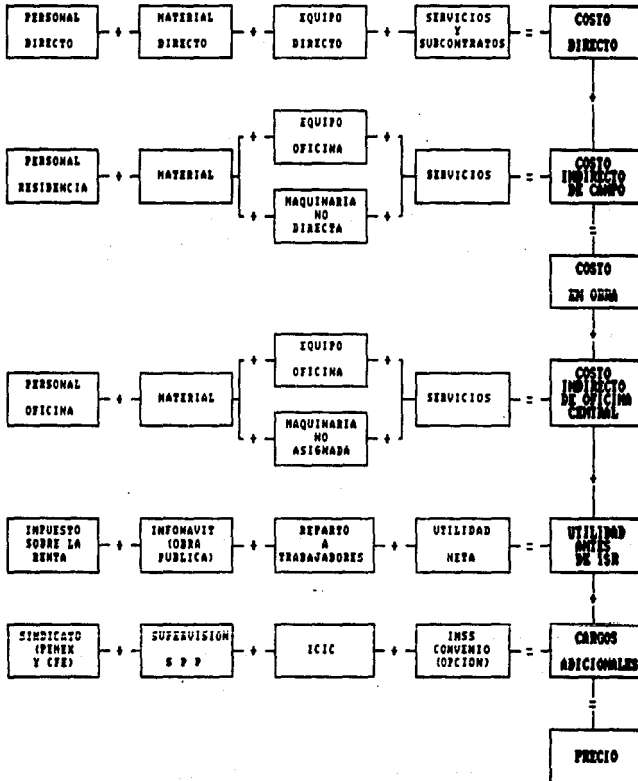 PERSONAL DIRECTO + MATERIAL DIRECTO + EQUIPO DIRECTO + SERVICIOS Y SUBCONTRATOS = COSTO DIRECTO
+
EQUIPO OFICINA
PERSONAL RESIDENCIA + MATERIAL + + SERVICIOS = COSTO INDIRECTO DE CAMPO
MAQUINARIA NO DIRECTA
+ +
=
COSTO EN OBRA
+
EQUIPO OFICINA
+ +
PERSONAL OFICINA + MATERIAL SERVICIOS = COSTO INDIRECTO DE OFICINA CENTRAL
MAQUINARIA NO ASIGNADA
+ +
+
IMPUESTO SOBRE LA RENTA + INFONAVIT (OBRA PUBLICA) + REPARTO A TRABAJADORES + UTILIDAD NETA = UTILIDAD ANTES DE ISR
+
SINDICATO (PEMEX Y CFE) + SUPERVISION S P P + ICIC + IMSS CONVENIO (OPCION) = CARGOS ADICIONALES
=
PRECIO